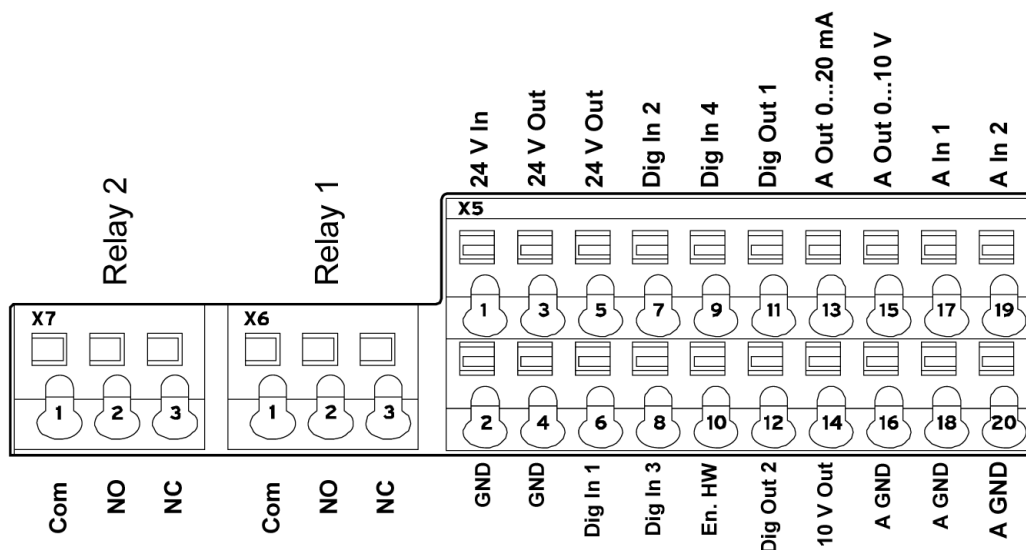 24 V In
24 V Out
24 V Out
Dig In 2
Dig In 4
Dig Out 1
A Out 0...20 mA
A Out 0...10 V
A In 1
A In 2
Relay 2
Relay 1
X5
1 3 5 7 9 11 13 15 17 19
X7
X6
1 2 3
1 2 3
2 4 6 8 10 12 14 16 18 20
Com
NO
NC
Com
NO
NC
GND
GND
Dig In 1
Dig In 3
En. HW
Dig Out 2
10 V Out
A GND
A GND
A GND